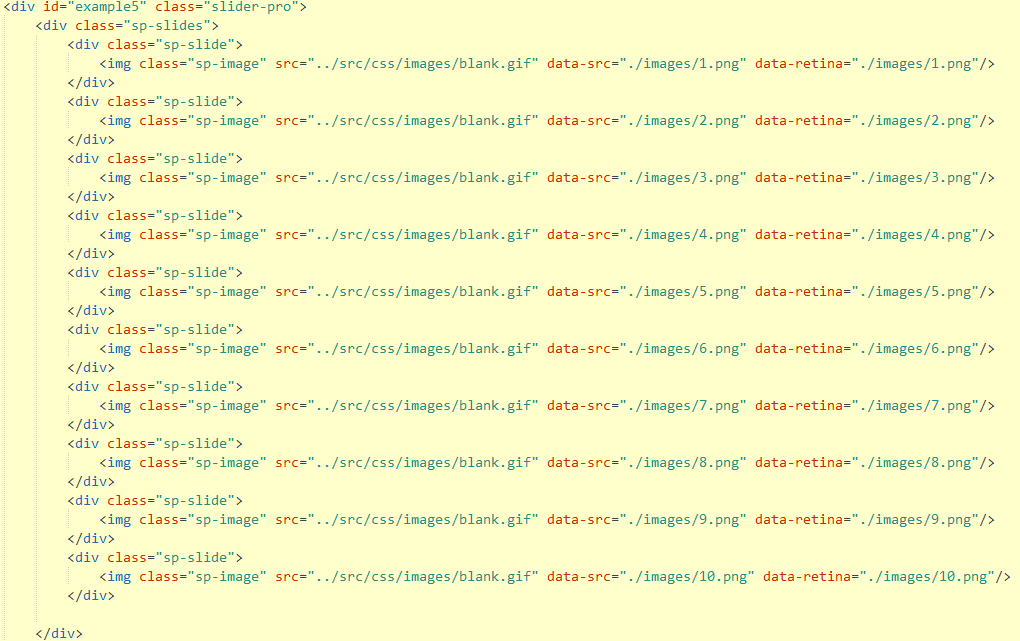 <div id="example5" class="slider-pro">
    <div class="sp-slides">
        <div class="sp-slide">
            <img class="sp-image" src="../src/css/images/blank.gif" data-src="./images/1.png" data-retina="./images/1.png"/>
        </div>
        <div class="sp-slide">
            <img class="sp-image" src="../src/css/images/blank.gif" data-src="./images/2.png" data-retina="./images/2.png"/>
        </div>
        <div class="sp-slide">
            <img class="sp-image" src="../src/css/images/blank.gif" data-src="./images/3.png" data-retina="./images/3.png"/>
        </div>
        <div class="sp-slide">
            <img class="sp-image" src="../src/css/images/blank.gif" data-src="./images/4.png" data-retina="./images/4.png"/>
        </div>
        <div class="sp-slide">
            <img class="sp-image" src="../src/css/images/blank.gif" data-src="./images/5.png" data-retina="./images/5.png"/>
        </div>
        <div class="sp-slide">
            <img class="sp-image" src="../src/css/images/blank.gif" data-src="./images/6.png" data-retina="./images/6.png"/>
        </div>
        <div class="sp-slide">
            <img class="sp-image" src="../src/css/images/blank.gif" data-src="./images/7.png" data-retina="./images/7.png"/>
        </div>
        <div class="sp-slide">
            <img class="sp-image" src="../src/css/images/blank.gif" data-src="./images/8.png" data-retina="./images/8.png"/>
        </div>
        <div class="sp-slide">
            <img class="sp-image" src="../src/css/images/blank.gif" data-src="./images/9.png" data-retina="./images/9.png"/>
        </div>
        <div class="sp-slide">
            <img class="sp-image" src="../src/css/images/blank.gif" data-src="./images/10.png" data-retina="./images/10.png"/>
        </div>

    </div>